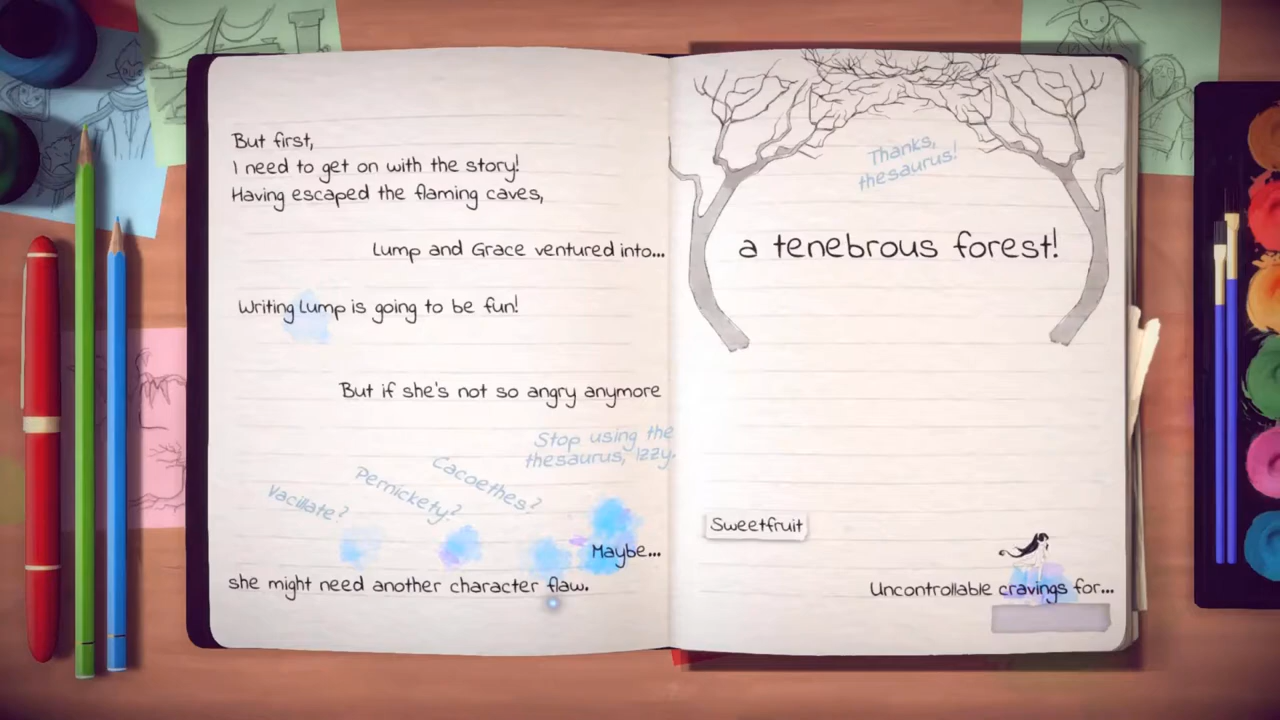 But first,
I need to get on with the story!
Having escaped the flaming caves,
Lump and Grace ventured into...
Writing Lump is going to be fun!
But if she's not so angry anymore
Stop using the
thesaurus, Izzy.
Cacoethes?
Pernickety?
Vacillate?
Maybe...
she might need another character flaw.
Thanks,
thesaurus!
a tenebrous forest!
Sweetfruit
Uncontrollable cravings for...